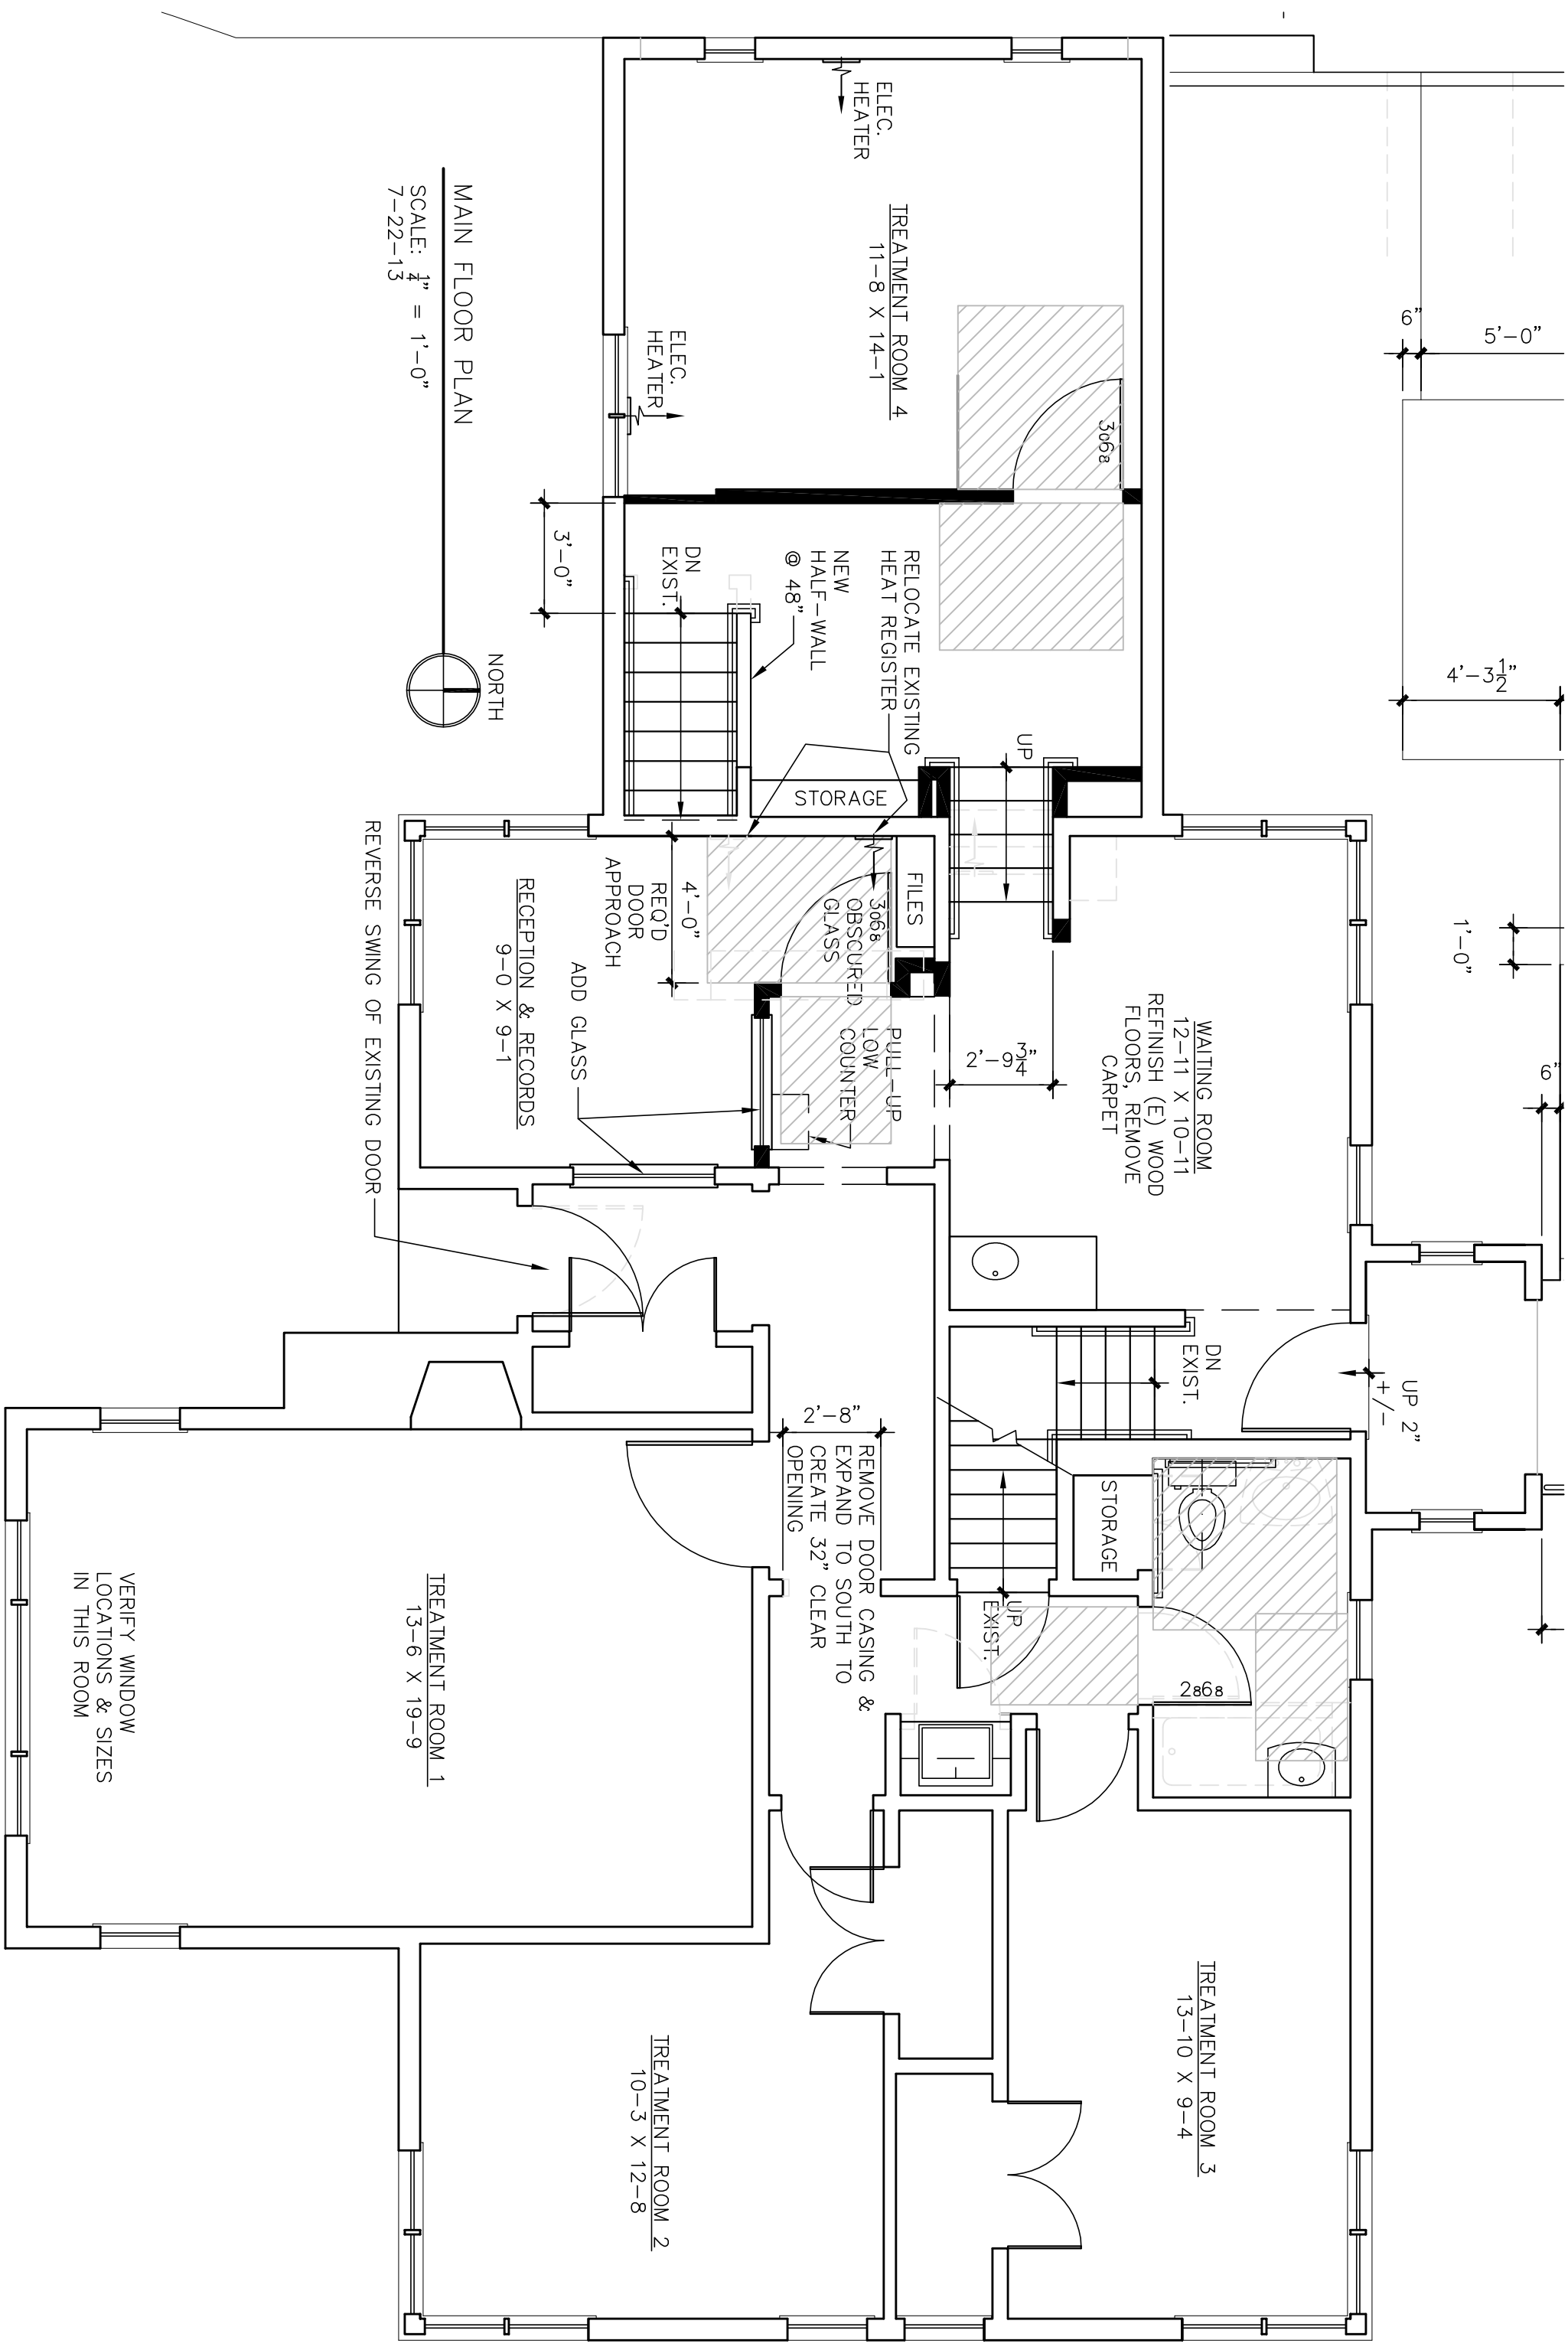 MAIN FLOOR PLAN
SCALE: 1/4" = 1'-0"
7-22-13
NORTH
ELEC.
HEATER
TREATMENT ROOM 4
11-8 X 14-1
ELEC.
HEATER
3068
3'-0"
DN
EXIST.
NEW
HALF-WALL
@ 48"
RELOCATE EXISTING
HEAT REGISTER
UP
STORAGE
FILES
3068
OBSCURED
GLASS
4'-0"
REQ'D
DOOR
APPROACH
RECEPTION & RECORDS
9-0 X 9-1
ADD GLASS
REVERSE SWING OF EXISTING DOOR
PULL-UP
LOW
COUNTER
2'-9 3/4"
WAITING ROOM
12-11 X 10-11
REFINISH (E) WOOD
FLOORS, REMOVE
CARPET
6"
5'-0"
4'-3 1/2"
1'-0"
6"
UP 2"
+/-
DN
EXIST.
2'-8"
REMOVE DOOR CASING &
EXPAND TO SOUTH TO
CREATE 32" CLEAR
OPENING
STORAGE
UP
EXIST.
2868
TREATMENT ROOM 1
13-6 X 19-9
VERIFY WINDOW
LOCATIONS & SIZES
IN THIS ROOM
TREATMENT ROOM 2
10-3 X 12-8
TREATMENT ROOM 3
13-10 X 9-4